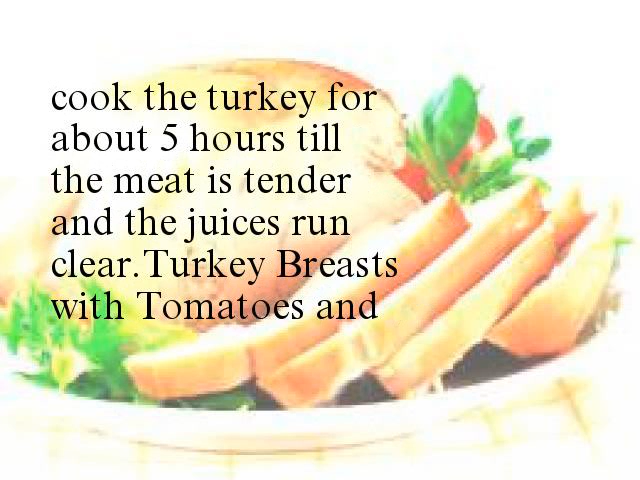 cook the turkey for
about 5 hours till
the meat is tender
and the juices run
clear.Turkey Breasts
with Tomatoes and